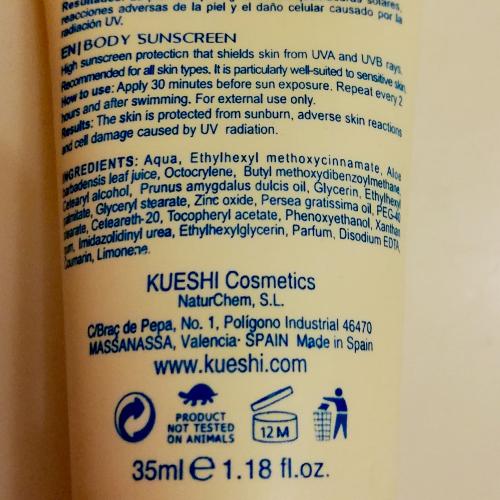 reacciones adversas de la piel y el daño celular causado por la
radiación UV.
EN|BODY SUNSCREEN
High sunscreen protection that shields skin from UVA and UVB rays.
Recommended for all skin types. It is particularly well-suited to sensitive skin.
How to use: Apply 30 minutes before sun exposure. Repeat every 2
hours and after swimming. For external use only.
Results: The skin is protected from sunburn, adverse skin reactions
and cell damage caused by UV radiation.
INGREDIENTS: Aqua, Ethylhexyl methoxycinnamate, Aloe
barbadensis leaf juice, Octocrylene, Butyl methoxydibenzoylmethane,
Cetearyl alcohol, Prunus amygdalus dulcis oil, Glycerin, Ethylhexyl
palmitate, Glyceryl stearate, Zinc oxide, Persea gratissima oil, PEG-40
stearate, Ceteareth-20, Tocopheryl acetate, Phenoxyethanol, Xanthan
gum, Imidazolidinyl urea, Ethylhexylglycerin, Parfum, Disodium EDTA,
Coumarin, Limonene.
KUESHI Cosmetics
NaturChem, S.L.
C/Braç de Pepa, No. 1, Polígono Industrial 46470
MASSANASSA, Valencia· SPAIN Made in Spain
www.kueshi.com
PRODUCT
NOT TESTED
ON ANIMALS
12M
35ml e 1.18 fl.oz.